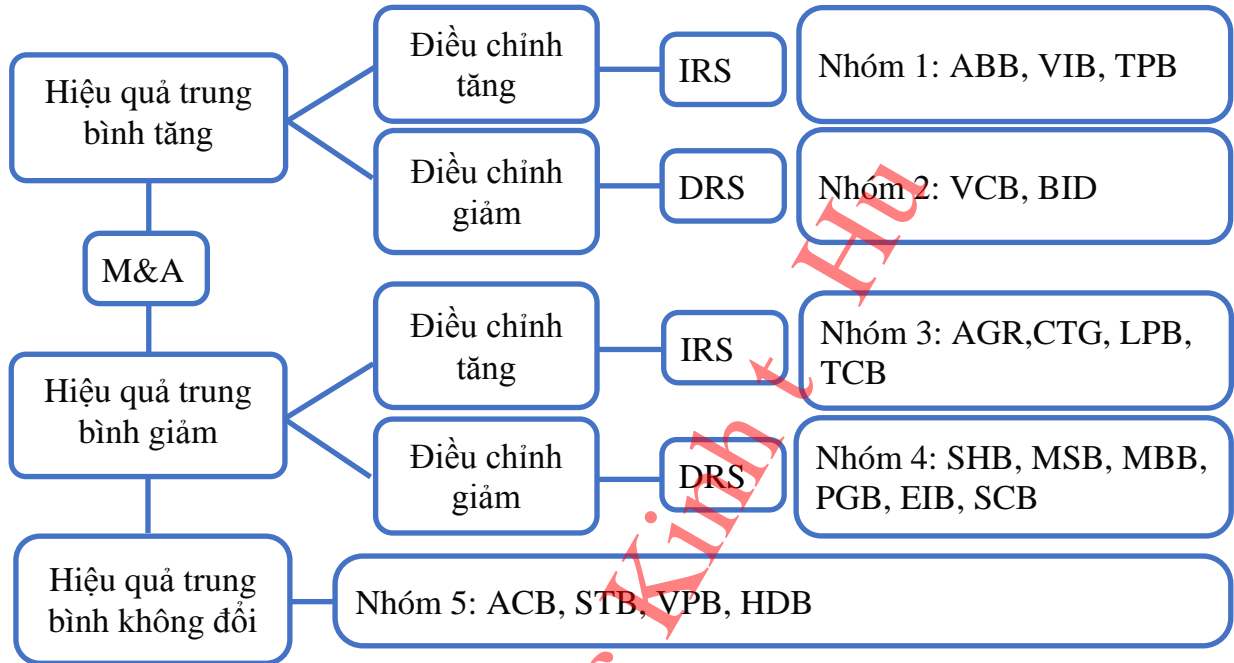 Hiệu quả trung
bình tăng
Điều chỉnh
tăng
IRS
Nhóm 1: ABB, VIB, TPB
Điều chỉnh
giảm
DRS
Nhóm 2: VCB, BID
M&A
Hiệu quả trung
bình giảm
Điều chỉnh
tăng
IRS
Nhóm 3: AGR,CTG, LPB,
TCB
Điều chỉnh
giảm
DRS
Nhóm 4: SHB, MSB, MBB,
PGB, EIB, SCB
Hiệu quả trung
bình không đổi
Nhóm 5: ACB, STB, VPB, HDB
Kinh t Hu